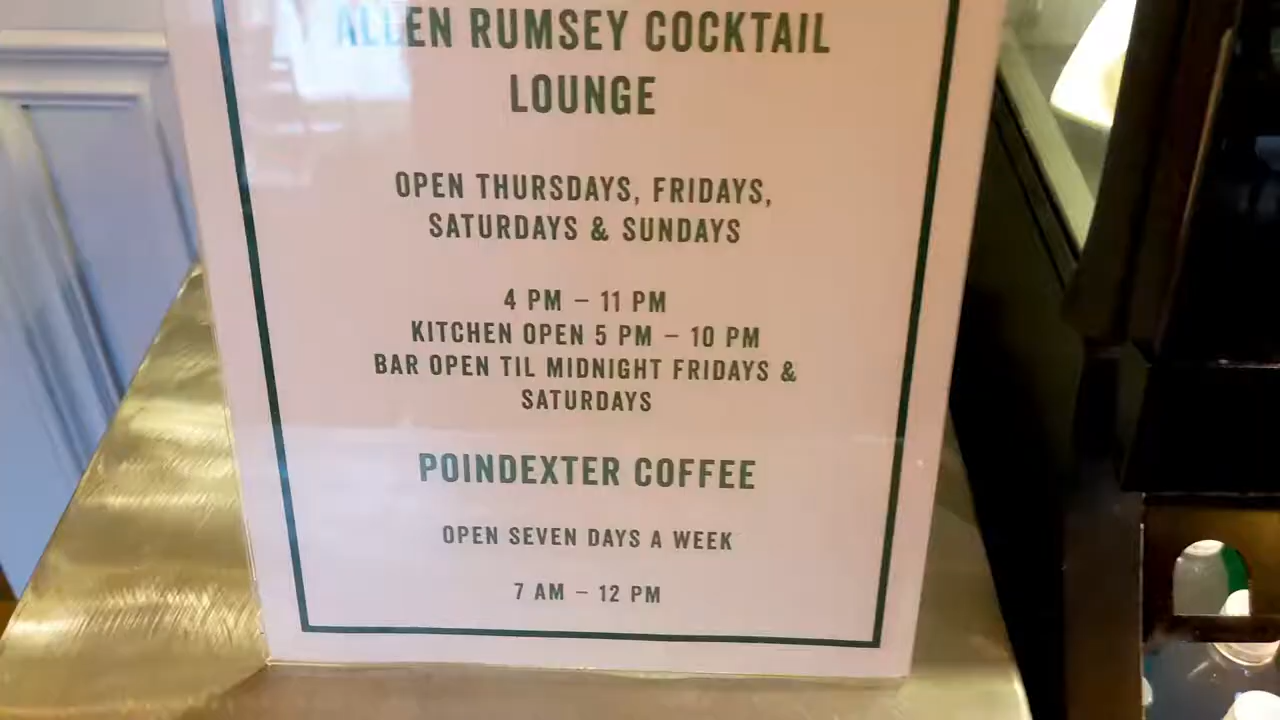 ALLEN RUMSEY COCKTAIL
LOUNGE
OPEN THURSDAYS, FRIDAYS,
SATURDAYS & SUNDAYS
4 PM – 11 PM
KITCHEN OPEN 5 PM – 10 PM
BAR OPEN TIL MIDNIGHT FRIDAYS &
SATURDAYS
POINDEXTER COFFEE
OPEN SEVEN DAYS A WEEK
7 AM – 12 PM